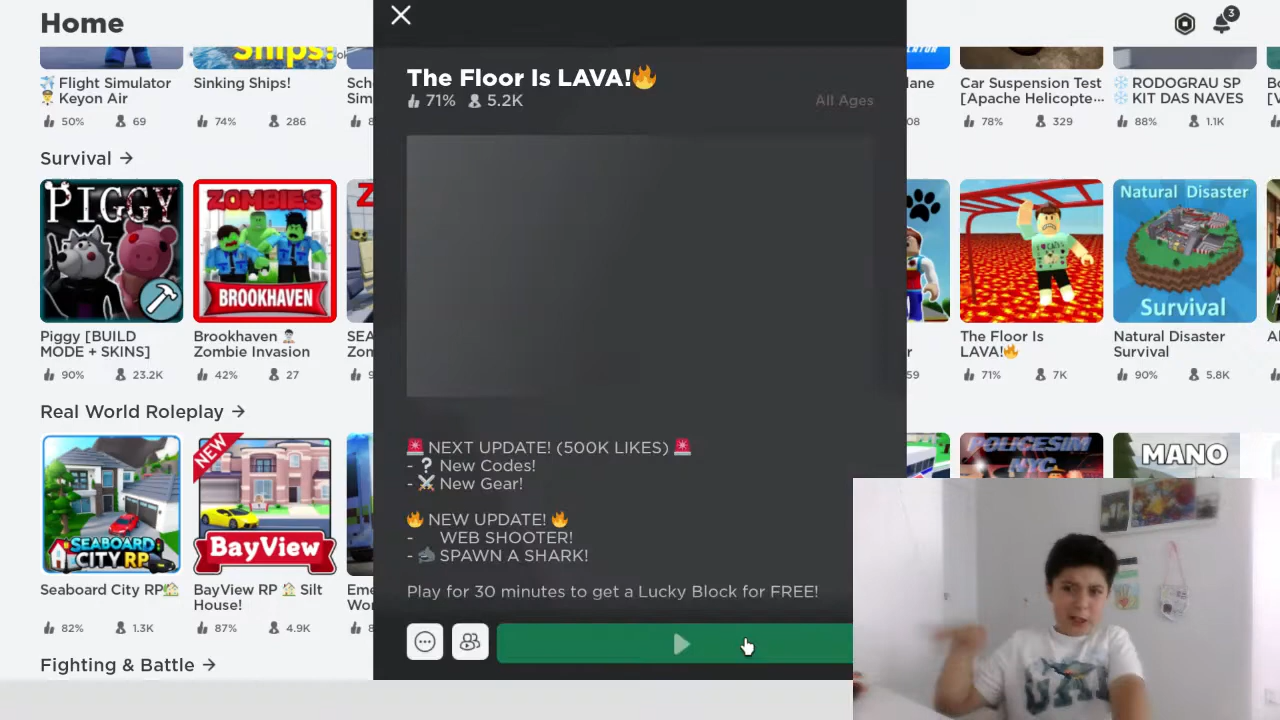 Home
3
Flight Simulator
Keyon Air
50% 69
Sinking Ships!
74% 286
Sch
Sim
Car Suspension Test
[Apache Helicopte...
78% 329
RODOGRAU SP
KIT DAS NAVES
88% 1.1K
The Floor Is LAVA!🔥
71% 5.2K
All Ages
Survival →
PIGGY
Piggy [BUILD
MODE + SKINS]
90% 23.2K
ZOMBIES
BROOKHAVEN
Brookhaven
Zombie Invasion
42% 27
SEA
Zon
The Floor Is
LAVA!🔥
71% 7K
Natural Disaster
Survival
Natural Disaster
Survival
90% 5.8K
🚨 NEXT UPDATE! (500K LIKES) 🚨
- ❓ New Codes!
- ⚔️ New Gear!
🔥 NEW UPDATE! 🔥
- WEB SHOOTER!
- 🦈 SPAWN A SHARK!
Play for 30 minutes to get a Lucky Block for FREE!
Real World Roleplay →
SEABOARD
CITY RP
Seaboard City RP🏡
82% 1.3K
NEW
BayView
BayView RP 🏡 Silt
House!
87% 4.9K
Eme
Wor
POLICESIM
NYC
MANO
Fighting & Battle →